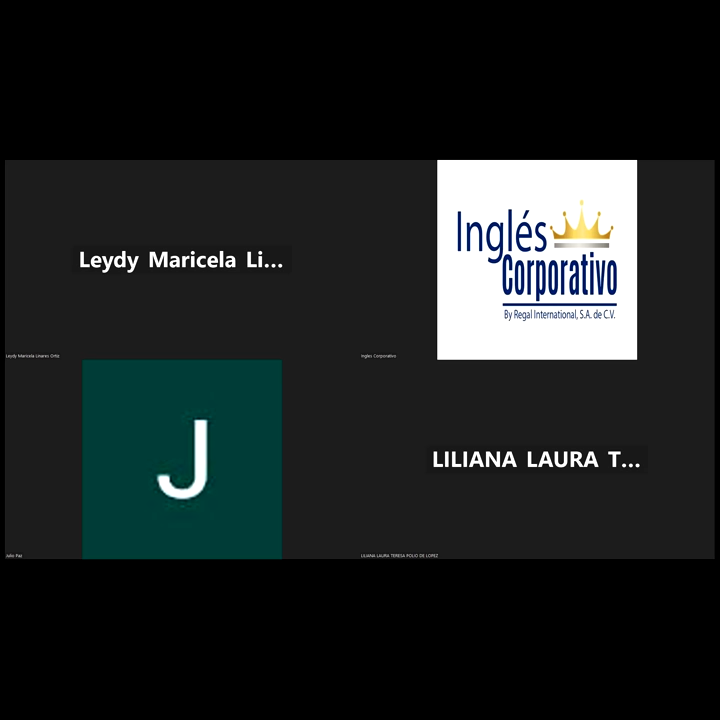 Leydy Maricela Li...
Leydy Maricela Linares Ortiz
Inglés
Corporativo
By Regal International, S.A. de C.V.
Ingles Corporativo
J
Julio Paz
LILIANA LAURA T...
LILIANA LAURA TERESA POLIO DE LOPEZ